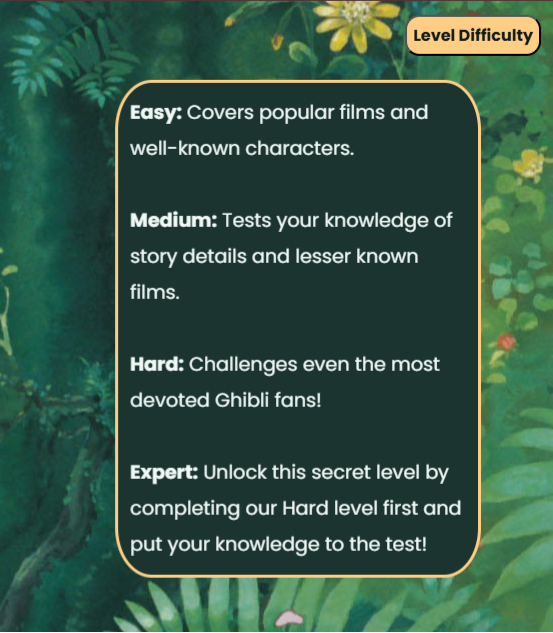 Level Difficulty
Easy: Covers popular films and
well-known characters.
Medium: Tests your knowledge of
story details and lesser known
films.
Hard: Challenges even the most
devoted Ghibli fans!
Expert: Unlock this secret level by
completing our Hard level first and
put your knowledge to the test!